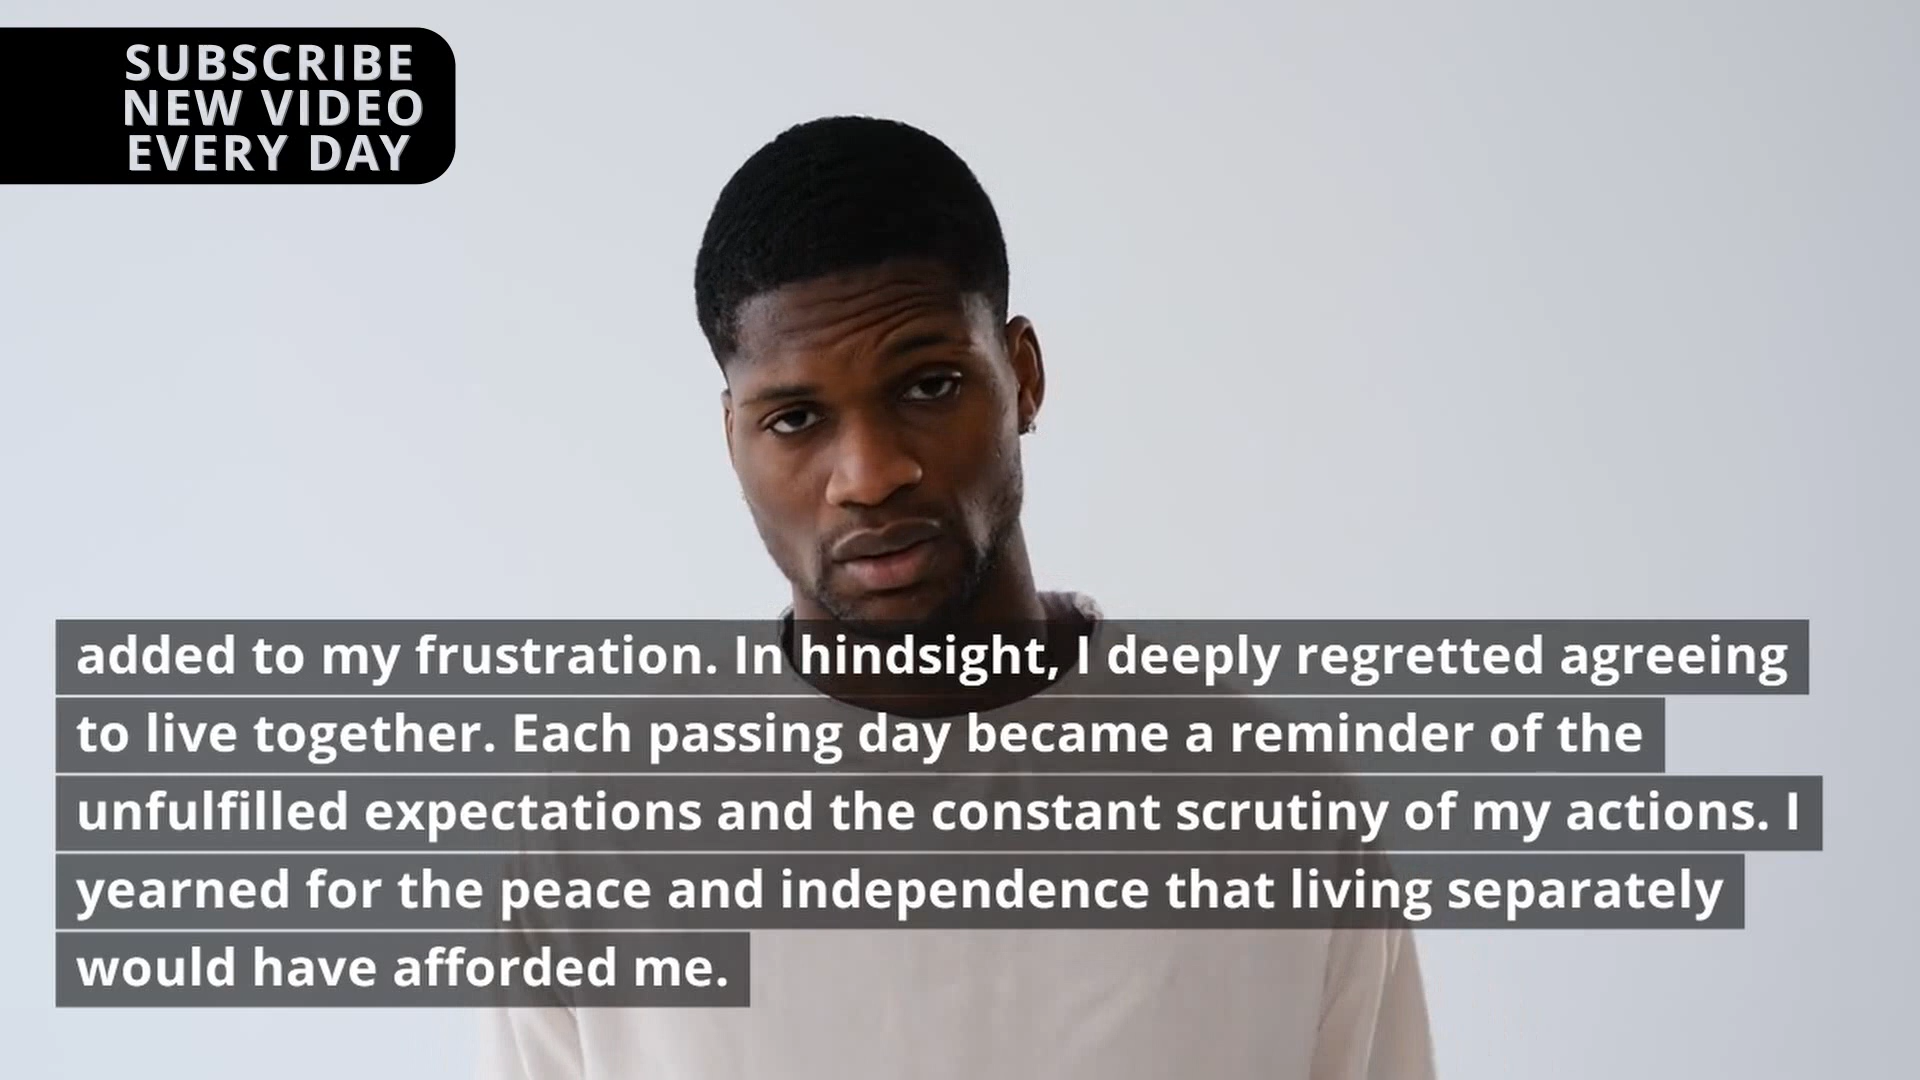 SUBSCRIBE
NEW VIDEO
EVERY DAY
added to my frustration. In hindsight, I deeply regretted agreeing
to live together. Each passing day became a reminder of the
unfulfilled expectations and the constant scrutiny of my actions. I
yearned for the peace and independence that living separately
would have afforded me.